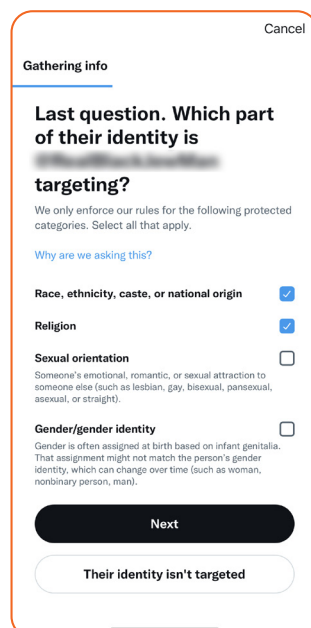 Cancel
Gathering info
Last question. Which part
of their identity is
targeting?
We only enforce our rules for the following protected
categories. Select all that apply.
Why are we asking this?
Race, ethnicity, caste, or national origin
Religion
Sexual orientation
Someone's emotional, romantic, or sexual attraction to
someone else (such as lesbian, gay, bisexual, pansexual,
asexual, or straight).
Gender/gender identity
Gender is often assigned at birth based on infant genitalia.
That assignment might not match the person's gender
identity, which can change over time (such as woman,
nonbinary person, man).
Next
Their identity isn't targeted